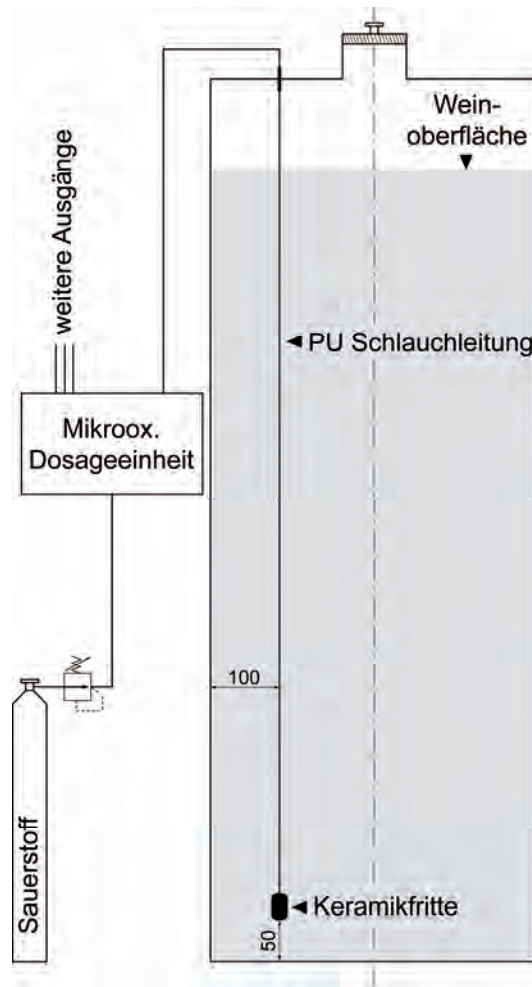 Wein-
oberfläche
weitere Ausgänge
PU Schlauchleitung
Mikroox.
Dosageeinheit
100
Sauerstoff
Keramikfritte
50